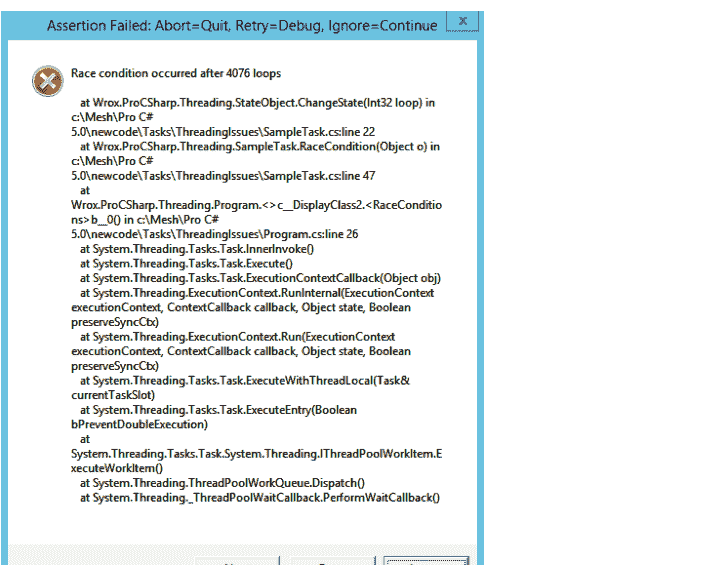 Assertion Failed: Abort=Quit, Retry=Debug, Ignore=Continue
x
Race condition occurred after 4076 loops
at Wrox.ProCSharp.Threading.StateObject.ChangeState(Int32 loop) in
c:\Mesh\Pro C#
5.0\newcode\Tasks\ThreadingIssues\SampleTask.cs:line 22
at Wrox.ProCSharp.Threading.SampleTask.RaceCondition(Object o) in
c:\Mesh\Pro C#
5.0\newcode\Tasks\ThreadingIssues\SampleTask.cs:line 47
at
Wrox.ProCSharp.Threading.Program.<>c__DisplayClass2.<RaceConditio
ns>b__0() in c:\Mesh\Pro C#
5.0\newcode\Tasks\ThreadingIssues\Program.cs:line 26
at System.Threading.Tasks.Task.InnerInvoke()
at System.Threading.Tasks.Task.Execute()
at System.Threading.Tasks.Task.ExecutionContextCallback(Object obj)
at System.Threading.ExecutionContext.RunInternal(ExecutionContext
executionContext, ContextCallback callback, Object state, Boolean
preserveSyncCtx)
at System.Threading.ExecutionContext.Run(ExecutionContext
executionContext, ContextCallback callback, Object state, Boolean
preserveSyncCtx)
at System.Threading.Tasks.Task.ExecuteWithThreadLocal(Task&
currentTaskSlot)
at System.Threading.Tasks.Task.ExecuteEntry(Boolean
bPreventDoubleExecution)
at
System.Threading.Tasks.Task.System.Threading.IThreadPoolWorkItem.E
xecuteWorkItem()
at System.Threading.ThreadPoolWorkQueue.Dispatch()
at System.Threading._ThreadPoolWaitCallback.PerformWaitCallback()